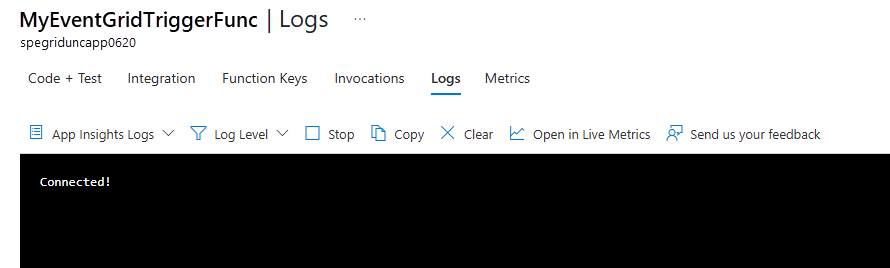 MyEventGridTriggerFunc | Logs ...
spegriduncapp0620
Code + Test Integration Function Keys Invocations Logs Metrics
App Insights Logs Log Level Stop Copy Clear Open in Live Metrics Send us your feedback
Connected!